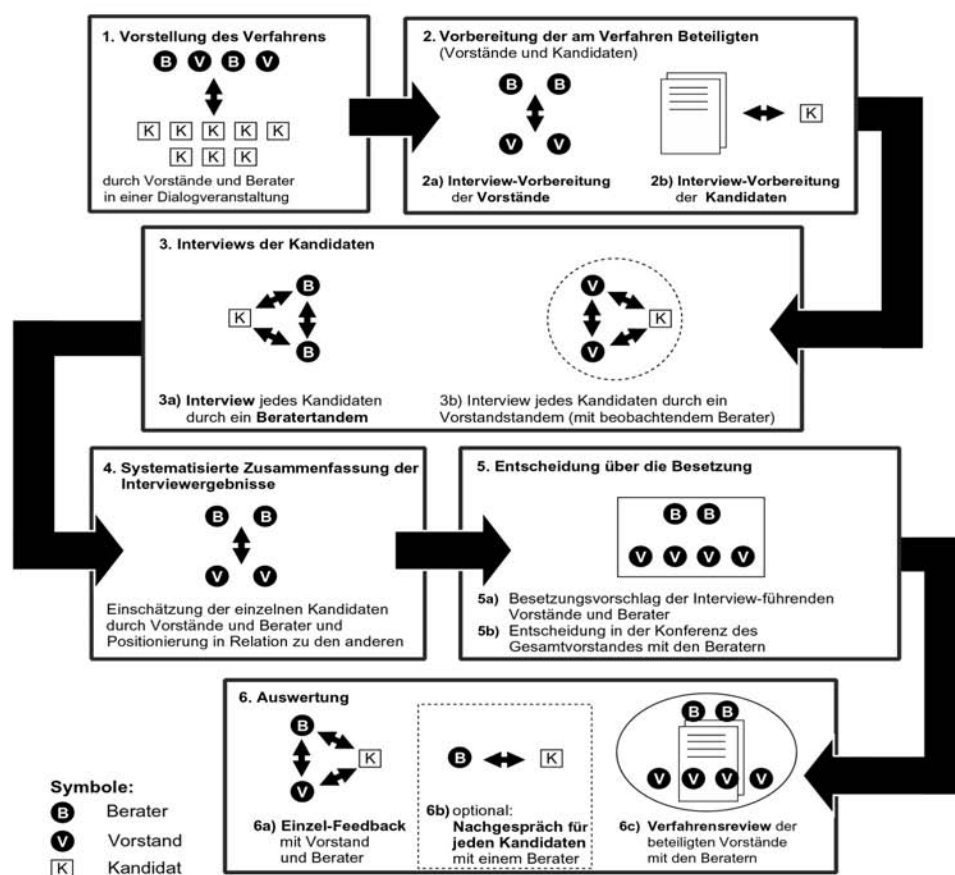 1. Vorstellung des Verfahrens
B V B V
K K K K K
K K K
durch Vorstände und Berater
in einer Dialogveranstaltung
2. Vorbereitung der am Verfahren Beteiligten
(Vorstände und Kandidaten)
B B
V V
K
2a) Interview-Vorbereitung
der Vorstände
2b) Interview-Vorbereitung
der Kandidaten
3. Interviews der Kandidaten
B
K
B
V
K
V
3a) Interview jedes Kandidaten
durch ein Beratertandem
3b) Interview jedes Kandidaten durch ein
Vorstandstandem (mit beobachtendem Berater)
4. Systematisierte Zusammenfassung der
Interviewergebnisse
B B
V V
Einschätzung der einzelnen Kandidaten
durch Vorstände und Berater und
Positionierung in Relation zu den anderen
5. Entscheidung über die Besetzung
B B
V V V V
5a) Besetzungsvorschlag der Interview-führenden
Vorstände und Berater
5b) Entscheidung in der Konferenz des
Gesamtvorstandes mit den Beratern
6. Auswertung
B
K
V
6a) Einzel-Feedback
mit Vorstand
und Berater
B K
6b) optional:
Nachgespräch für
jeden Kandidaten
mit einem Berater
B B
V V V V
6c) Verfahrensreview der
beteiligten Vorstände
mit den Beratern
Symbole:
B Berater
V Vorstand
K Kandidat